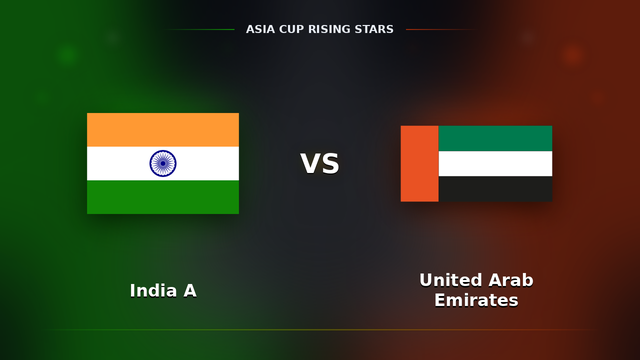 ASIA CUP RISING STARS
VS
India A
United Arab
Emirates